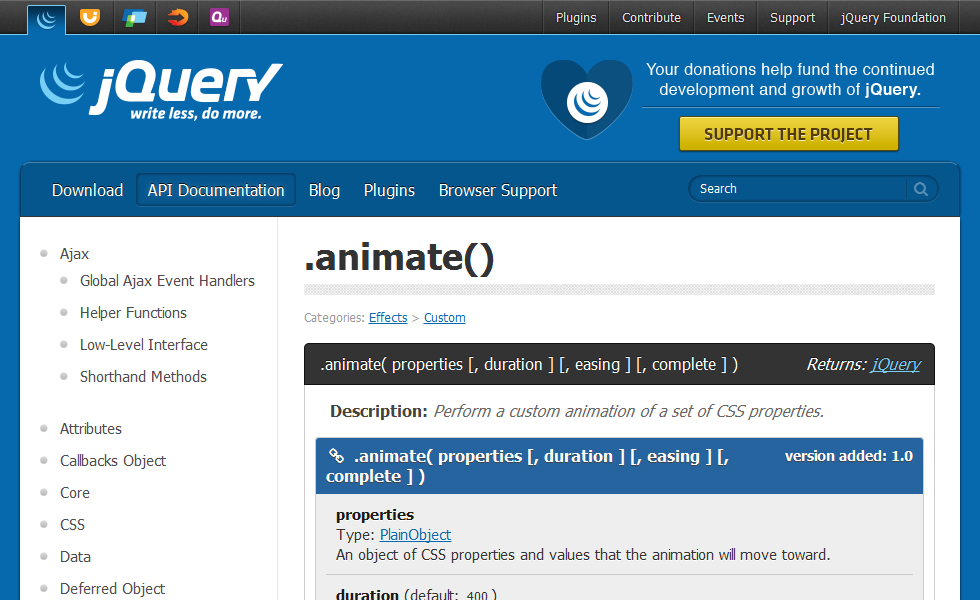 Qu
Plugins
Contribute
Events
Support
jQuery Foundation
jQuery
write less, do more.
Your donations help fund the continued
development and growth of jQuery.
SUPPORT THE PROJECT
Download
API Documentation
Blog
Plugins
Browser Support
Search
Ajax
Global Ajax Event Handlers
Helper Functions
Low-Level Interface
Shorthand Methods
Attributes
Callbacks Object
Core
CSS
Data
Deferred Object
.animate()
Categories: Effects > Custom
.animate( properties [, duration ] [, easing ] [, complete ] ) Returns: jQuery
Description: Perform a custom animation of a set of CSS properties.
.animate( properties [, duration ] [, easing ] [, version added: 1.0
complete ] )
properties
Type: PlainObject
An object of CSS properties and values that the animation will move toward.
duration (default: 400 )